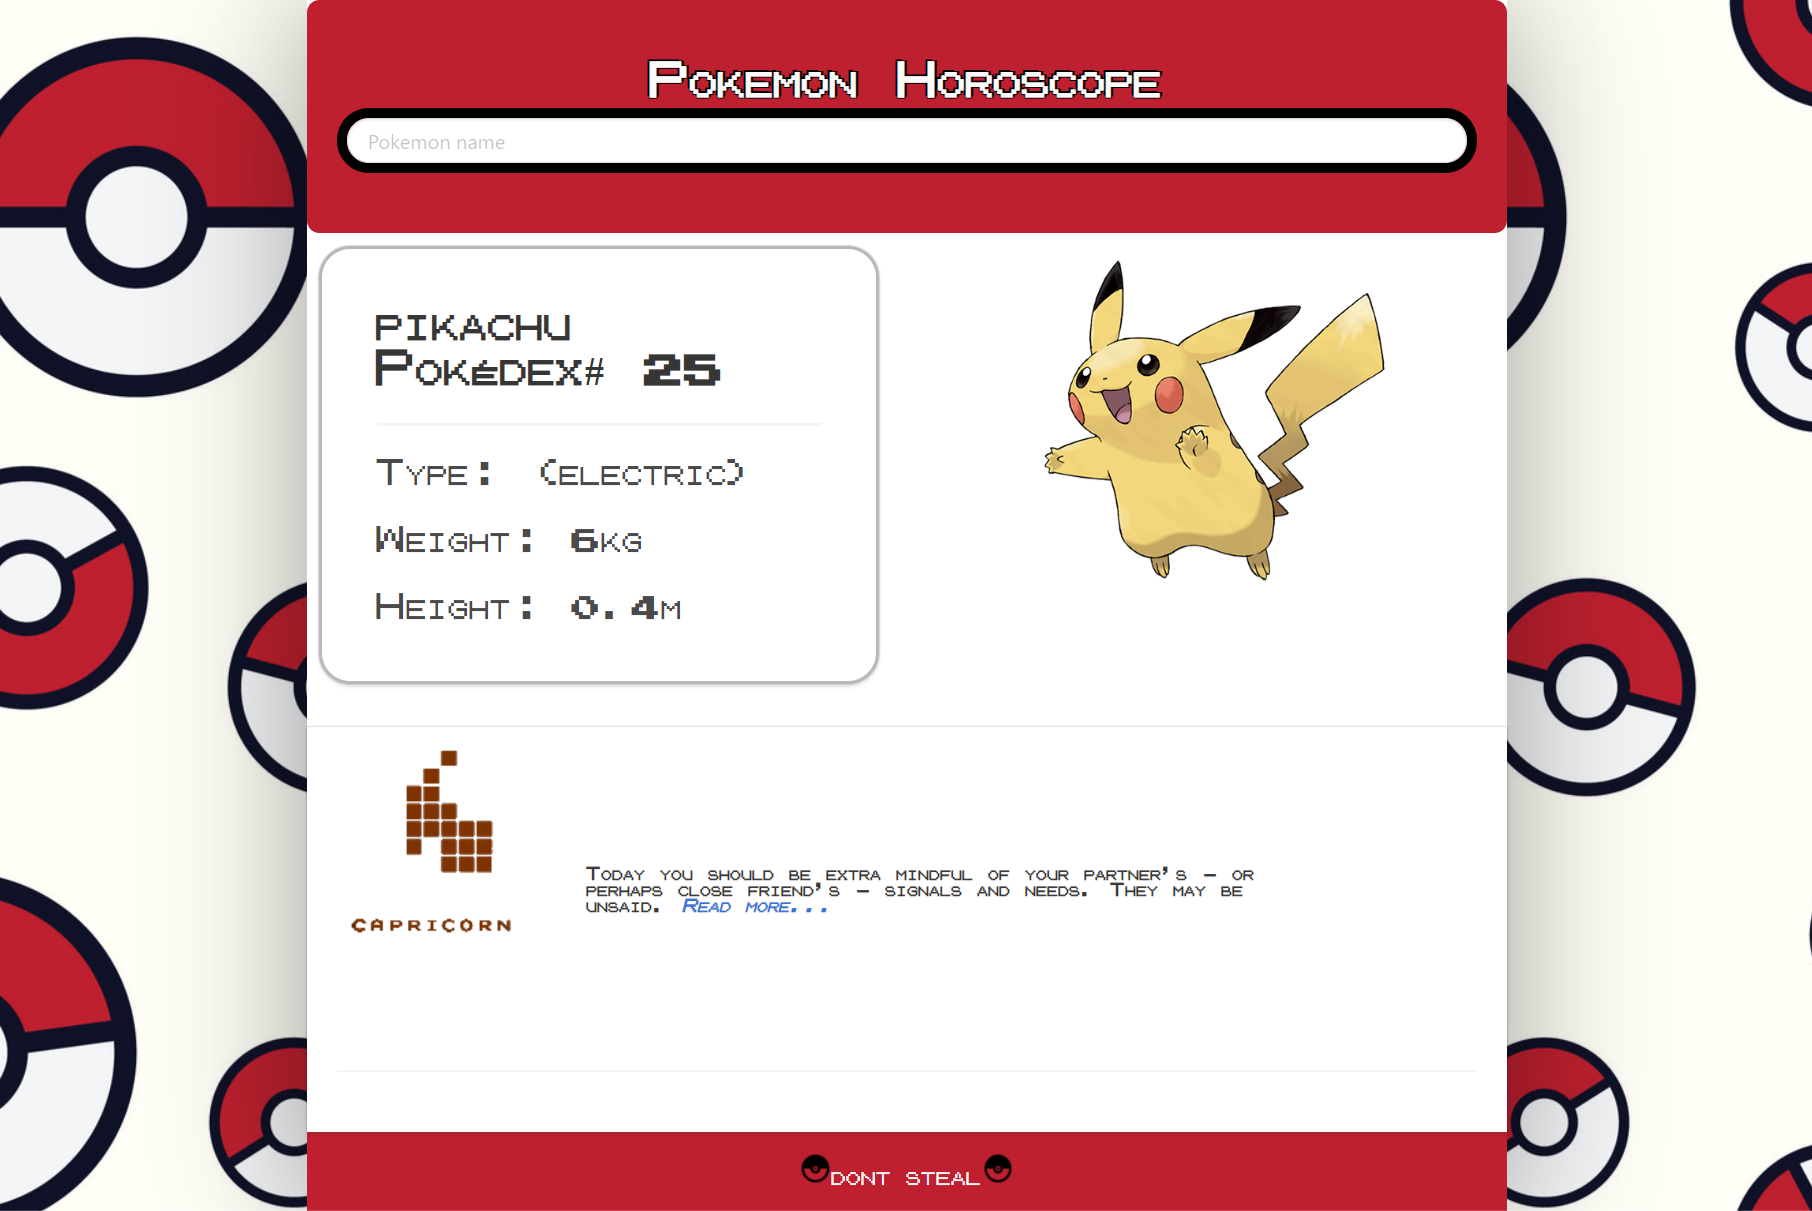 Pokemon Horoscope
Pokemon name
PIKACHU
Pokédex# 25
Type: (electric)
Weight: 6kg
Height: 0.4m
CAPRICORN
Today you should be extra mindful of your partner's – or
perhaps close friend's – signals and needs. They may be
unsaid. Read more...
DONT STEAL